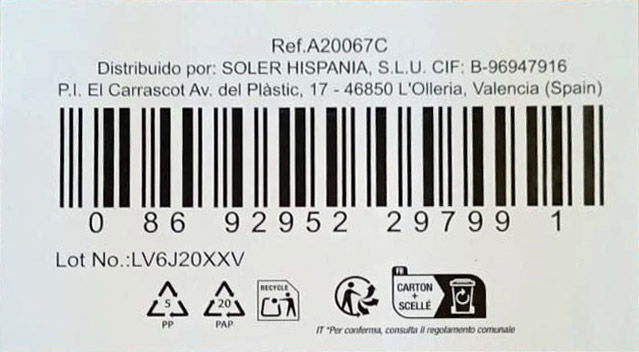 Ref.A20067C
Distribuido por: SOLER HISPANIA, S.L.U. CIF: B-96947916
P.I. El Carrascot Av. del Plàstic, 17 - 46850 L'Olleria, Valencia (Spain)
0 86 92952 29799 1
Lot No.:LV6J20XXV
5
PP
20
PAP
RECYCLE
FR
CARTON
+
SCELLÉ
IT *Per conferma, consulta il regolamento comunale